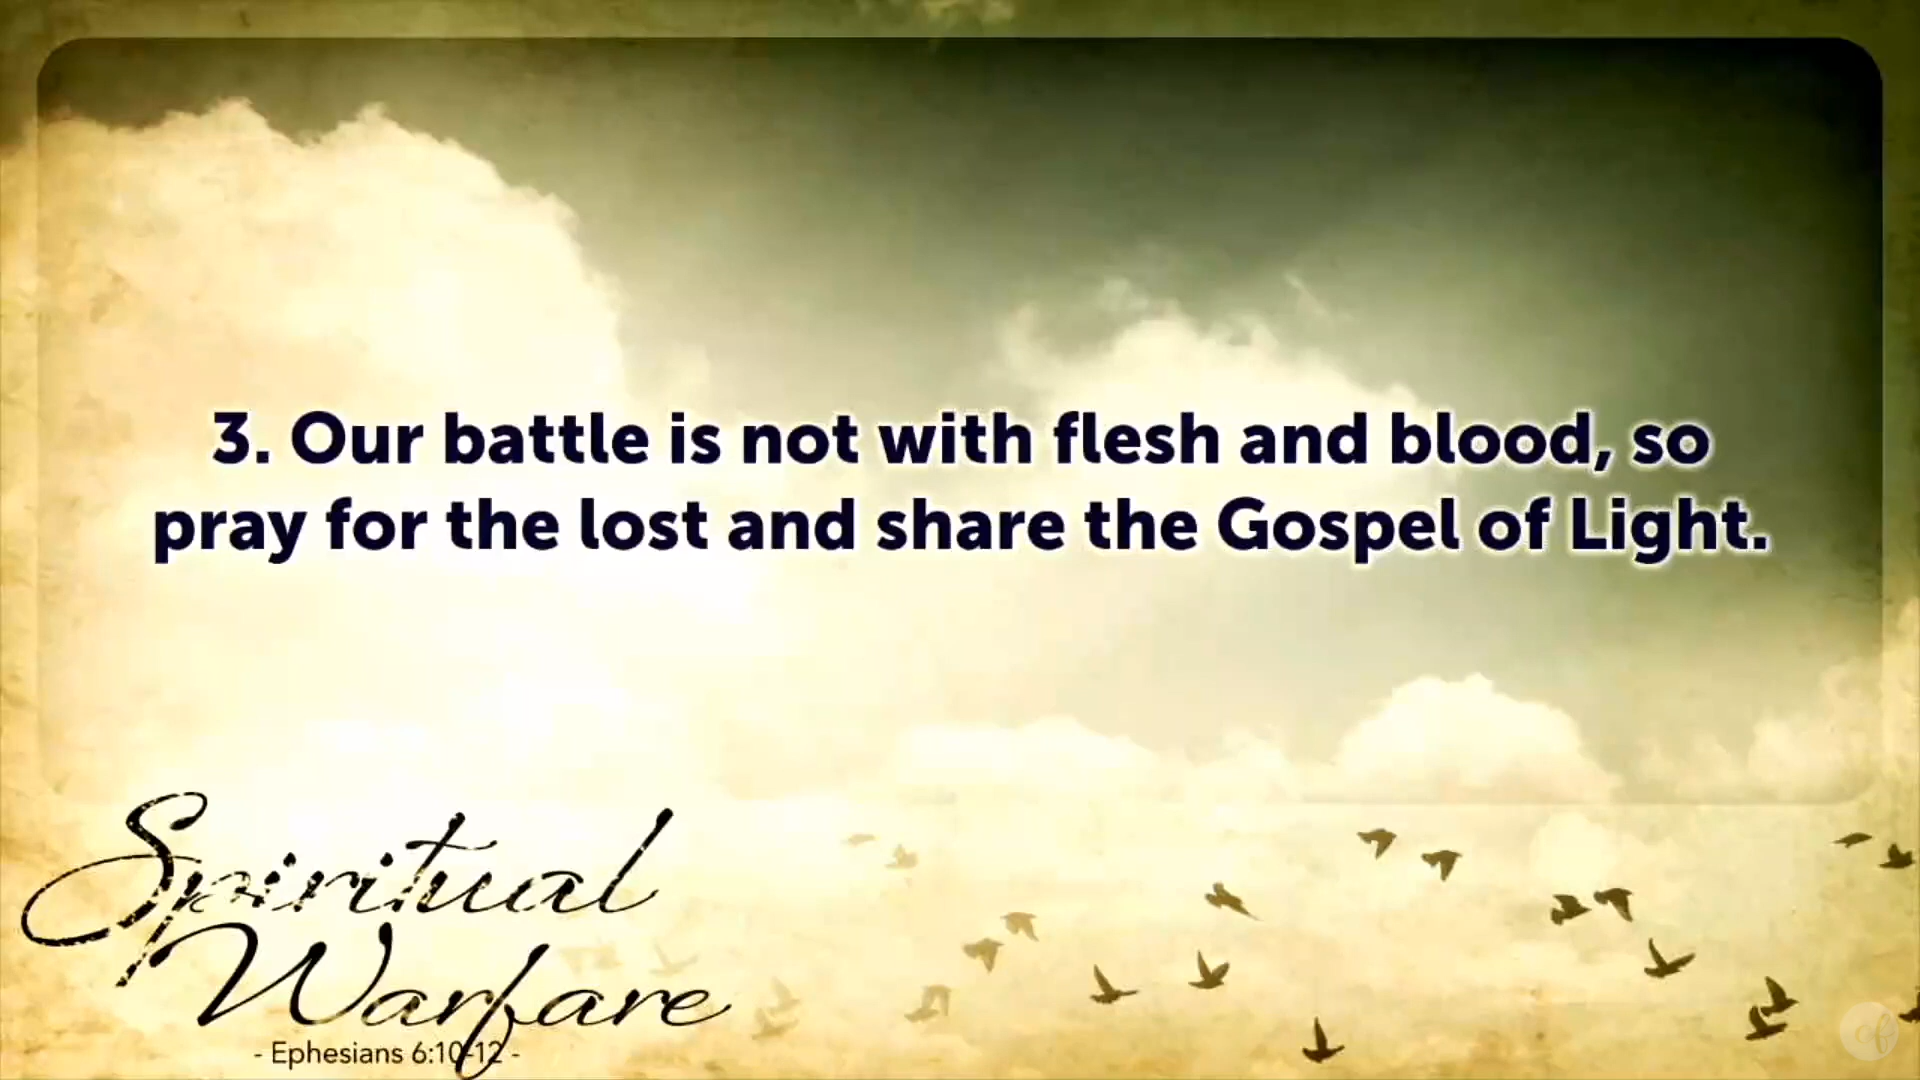 3. Our battle is not with flesh and blood, so
pray for the lost and share the Gospel of Light.
Spiritual
Warfare
- Ephesians 6:10-12 -
cf